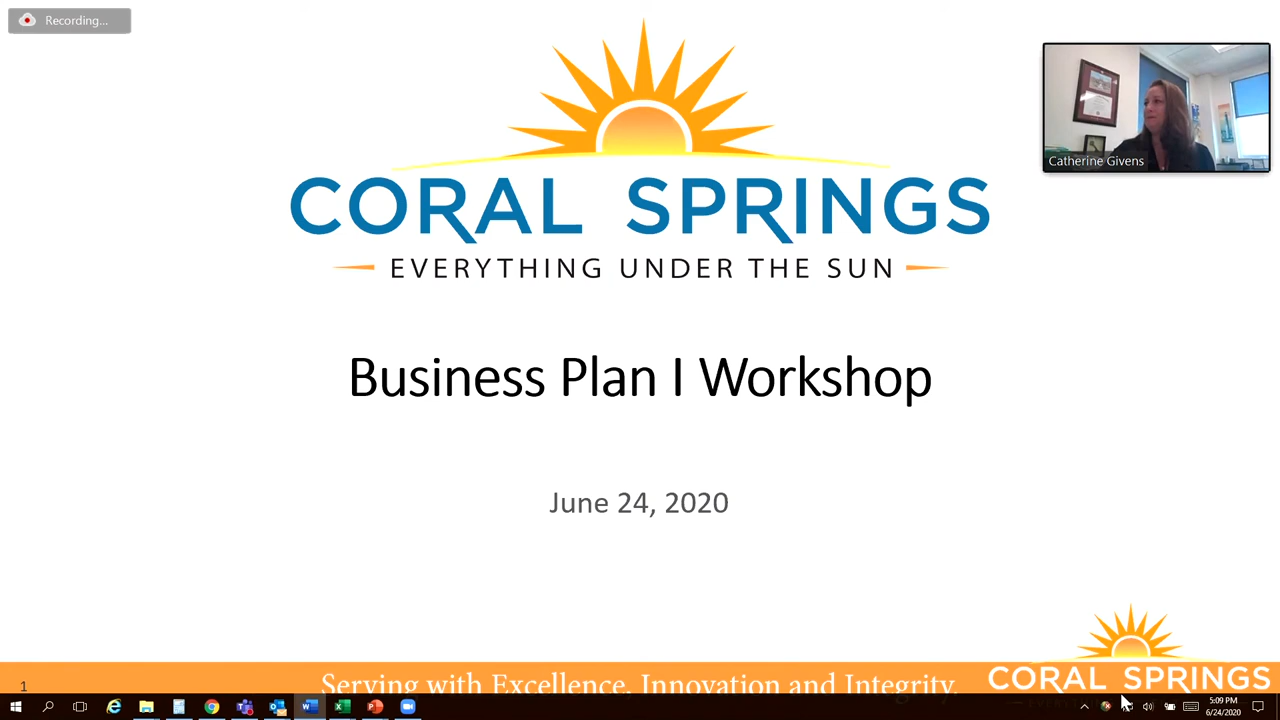 Recording...
CORAL SPRINGS
EVERYTHING UNDER THE SUN
Catherine Givens
Business Plan I Workshop
June 24, 2020
1
Serving with Excellence, Innovation and Integrity.
CORAL SPRINGS
5:09 PM
6/24/2020